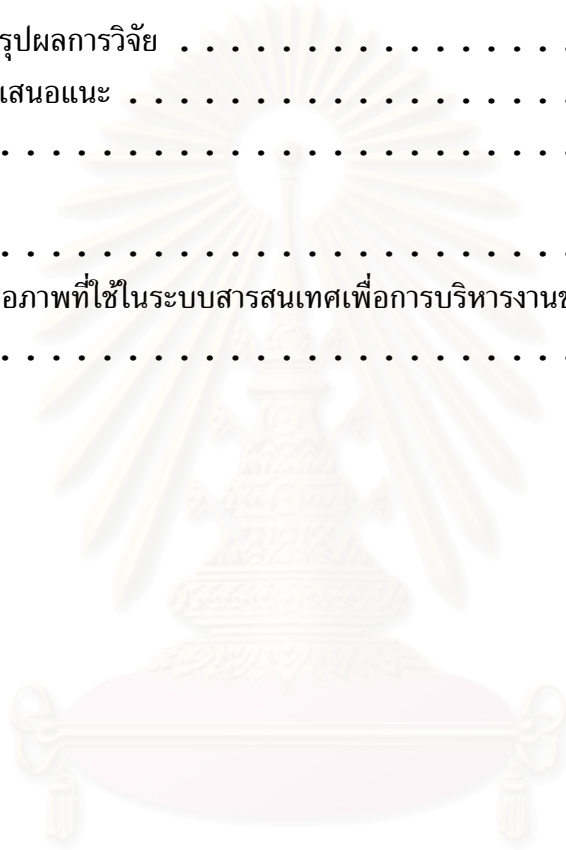 รุปผลการวิจัย . . . . . . . . . . . . . . . .
เสนอแนะ . . . . . . . . . . . . . . . . . .
. . . . . . . . . . . . . . . . . . . . . . .
. . . . . . . . . . . . . . . . . . . . . . .
อภาพที่ใช้ในระบบสารสนเทศเพื่อการบริหารงานข
. . . . . . . . . . . . . . . . . . . . . . .